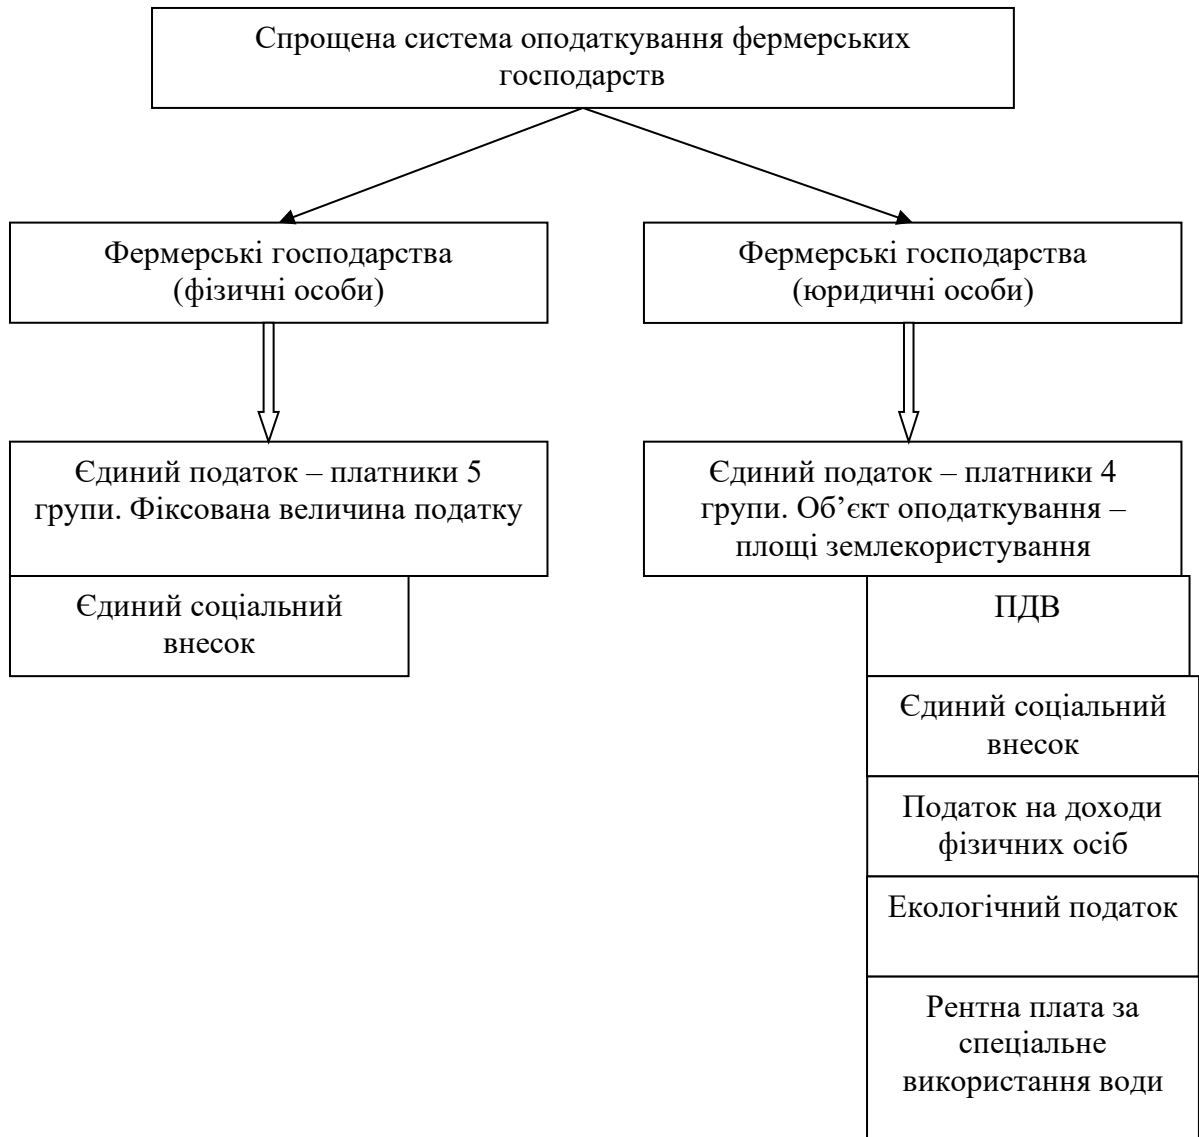 Спрощена система оподаткування фермерських
господарств
Фермерські господарства
(фізичні особи)
Фермерські господарства
(юридичні особи)
Єдиний податок – платники 5
групи. Фіксована величина податку
Єдиний податок – платники 4
групи. Об’єкт оподаткування –
площі землекористування
Єдиний соціальний
внесок
ПДВ
Єдиний соціальний
внесок
Податок на доходи
фізичних осіб
Екологічний податок
Рентна плата за
спеціальне
використання води